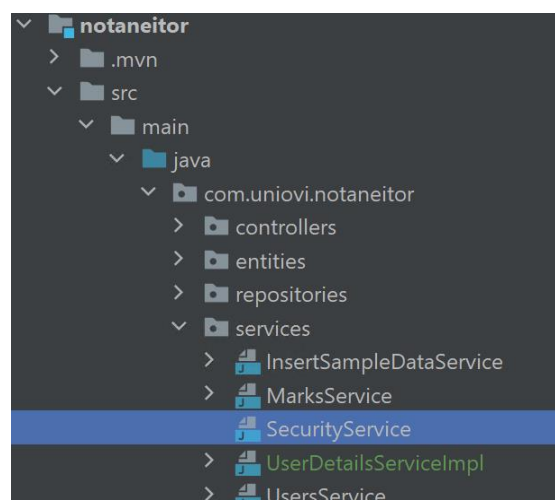 notaneitor
.mvn
src
main
java
com.uniovi.notaneitor
controllers
entities
repositories
services
InsertSampleDataService
MarksService
SecurityService
UserDetailsServiceImpl
UsersService